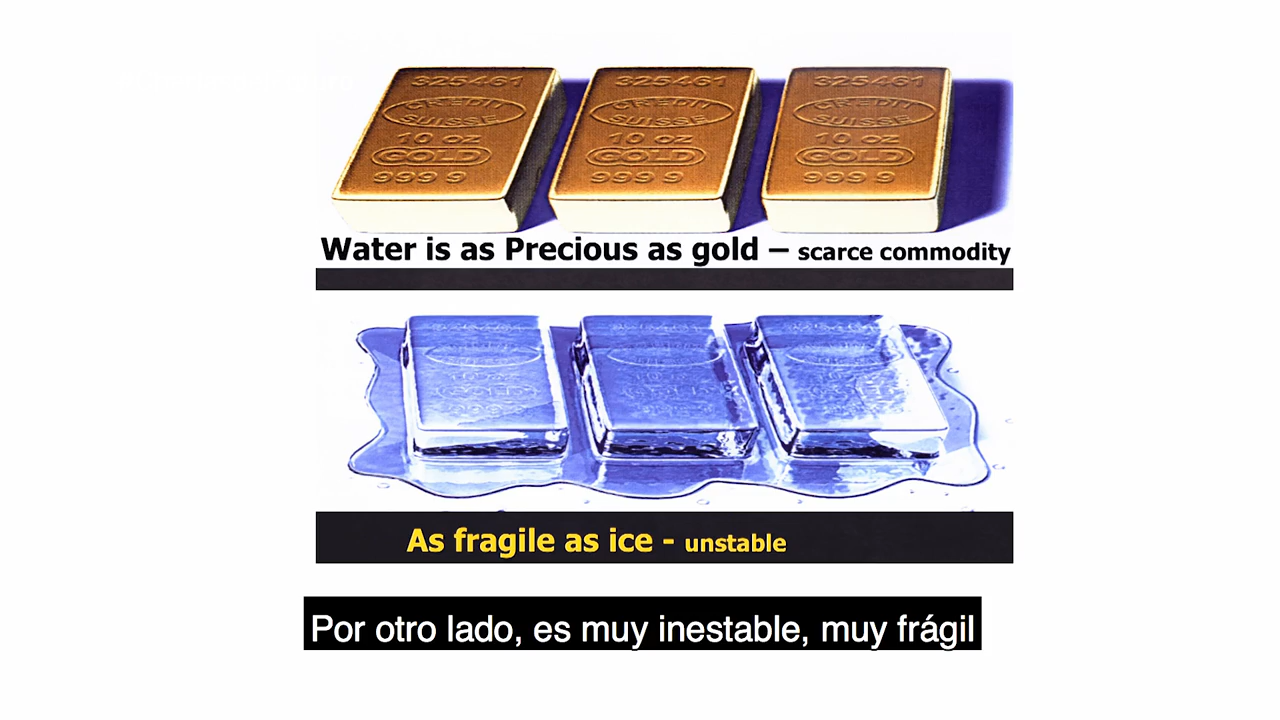 325461 325461 325461
CREDIT CREDIT CREDIT
SUISSE SUISSE SUISSE
10 oz 10 oz 10 oz
GOLD GOLD GOLD
999 9 999 9 999 9
Water is as Precious as gold – scarce commodity
As fragile as ice - unstable
Por otro lado, es muy inestable, muy frágil